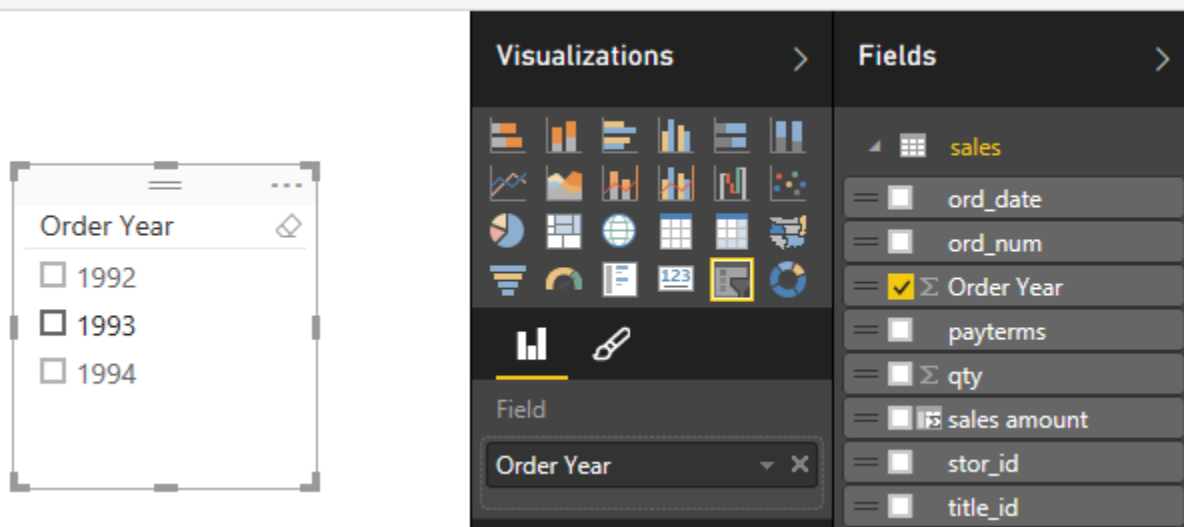 Visualizations
Fields
Order Year
1992
1993
1994
123
Field
Order Year
sales
ord_date
ord_num
Σ Order Year
payterms
Σ qty
sales amount
stor_id
title_id